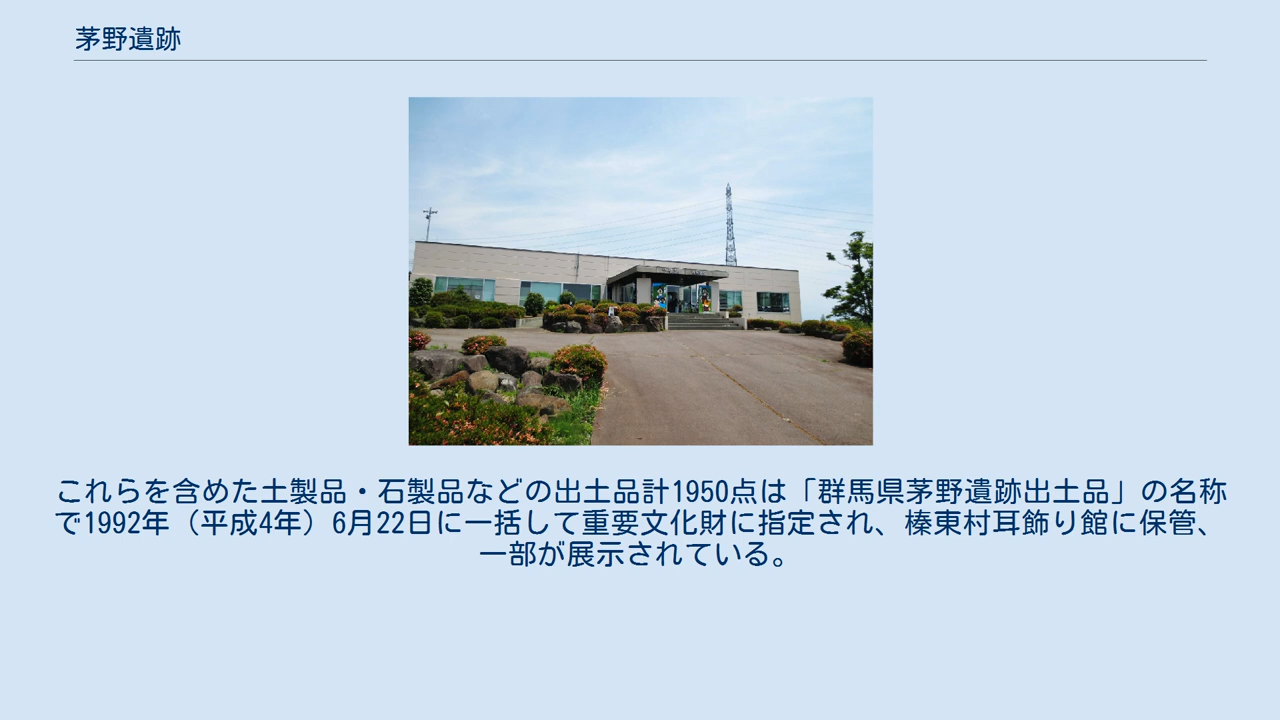 茅野遺跡
これらを含めた土製品・石製品などの出土品計1950点は「群馬県茅野遺跡出土品」の名称
で1992年（平成4年）6月22日に一括して重要文化財に指定され、榛東村耳飾り館に保管、
一部が展示されている。